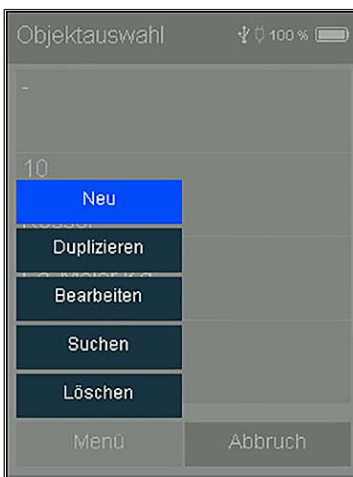 Objektauswahl 100 %
-
10
Neu
Duplizieren
Bearbeiten
Suchen
Löschen
Menü Abbruch